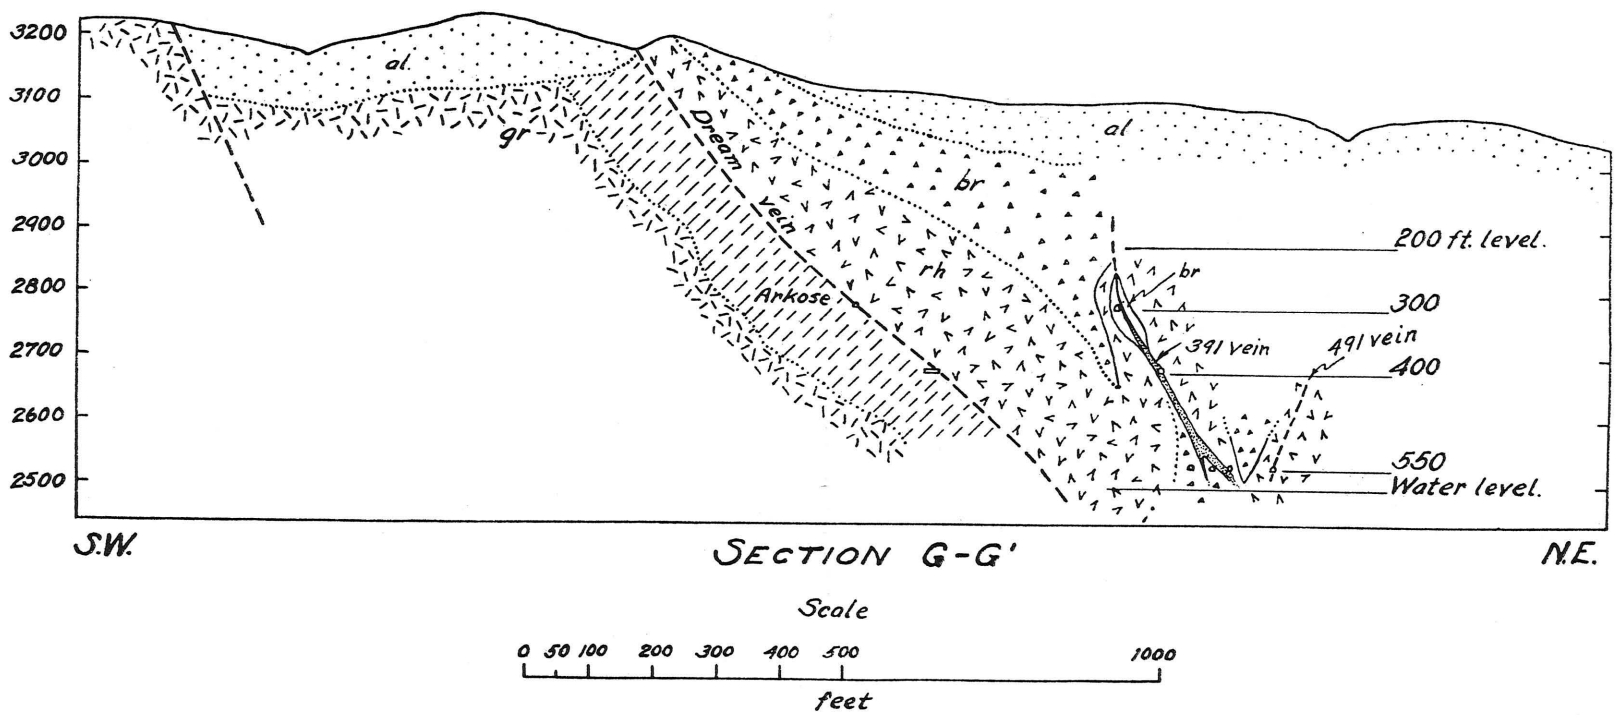 3200
3100
3000
2900
2800
2700
2600
2500
al.
gr
Dream vein
Arkose
rh
br
al
200 ft. level.
br
300
391 vein
491 vein
400
550
Water level.
S.W.
SECTION G-G'
N.E.
Scale
0 50 100 200 300 400 500 1000
feet